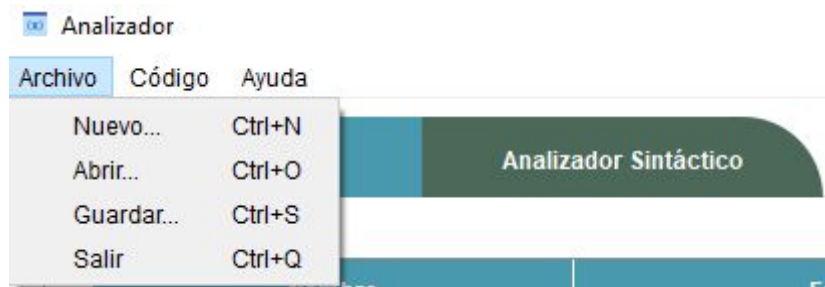 Analizador
Archivo Código Ayuda
Nuevo... Ctrl+N
Abrir... Ctrl+O
Analizador Sintáctico
Guardar... Ctrl+S
Salir Ctrl+Q